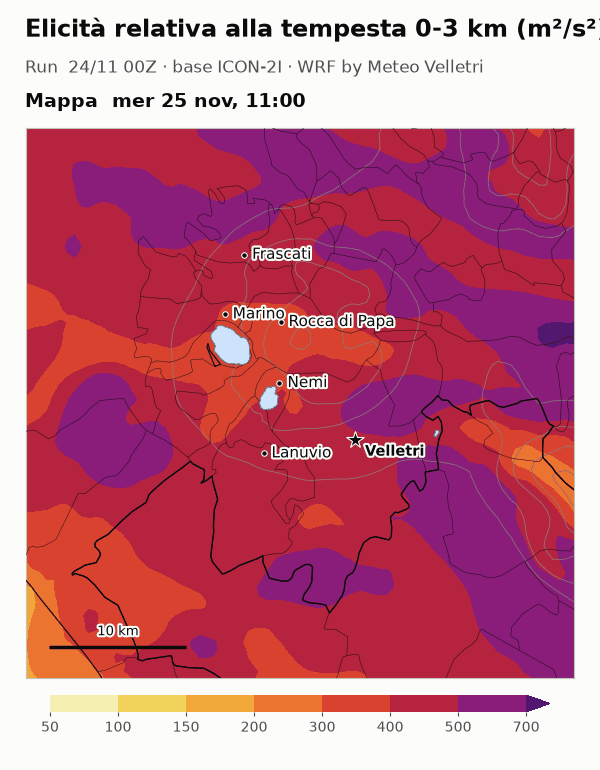 Elicità relativa alla tempesta 0-3 km (m²/s²)
Run 24/11 00Z · base ICON-2I · WRF by Meteo Velletri
Mappa mer 25 nov, 11:00
Frascati
Marino
Rocca di Papa
Nemi
Lanuvio
Velletri
10 km
50 100 150 200 300 400 500 700